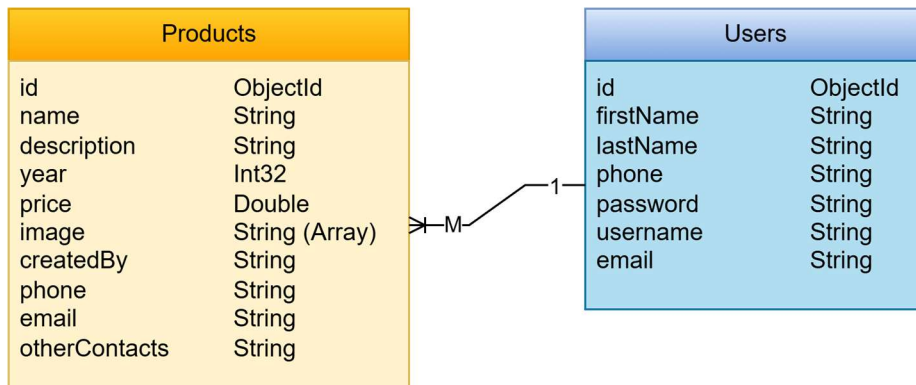 Products
id ObjectId
name String
description String
year Int32
price Double
image String (Array)
createdBy String
phone String
email String
otherContacts String
M
1
Users
id ObjectId
firstName String
lastName String
phone String
password String
username String
email String